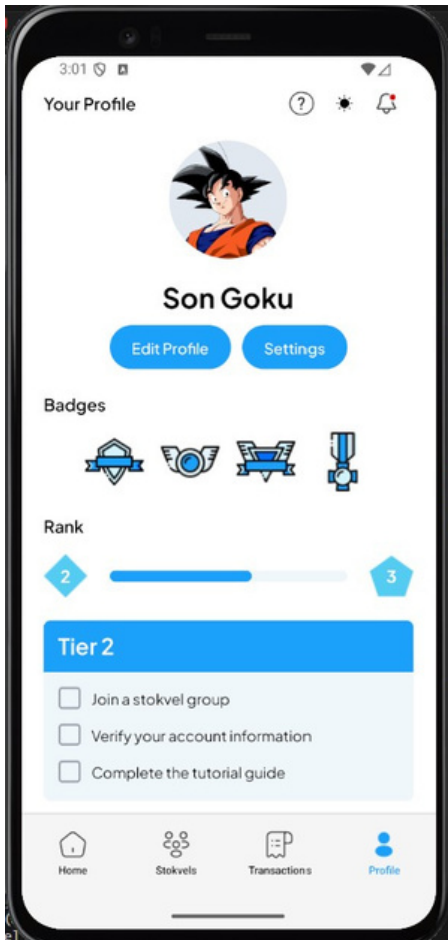 3:01
Your Profile
?
Son Goku
Edit Profile Settings
Badges
Rank
2 3
Tier 2
Join a stokvel group
Verify your account information
Complete the tutorial guide
Home Stokvels Transactions Profile